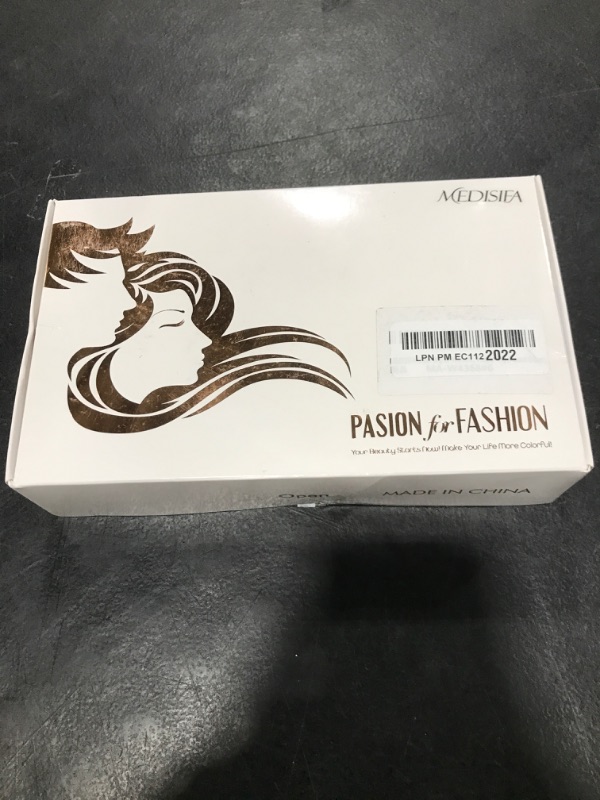 MEDISIFA
LPN PM EC112 2022
PASION for FASHION
Your Beauty Starts Now! Make Your Life More Colorful!
Open
MADE IN CHINA